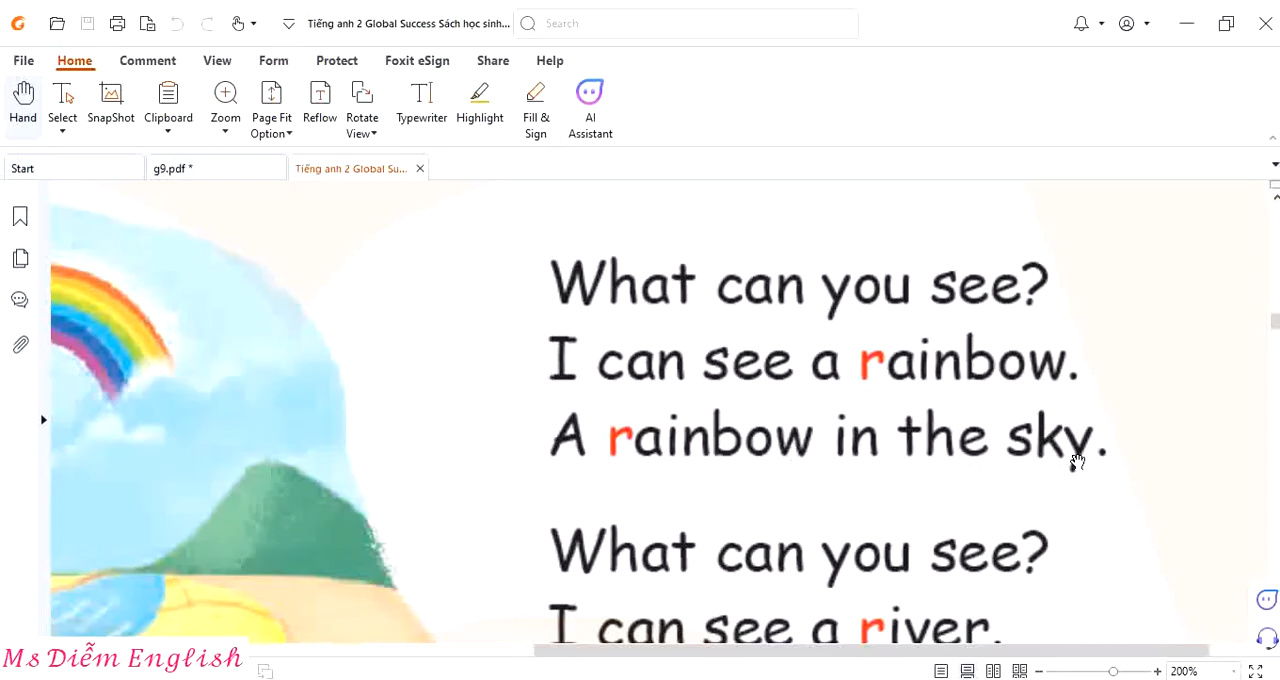 Tiếng anh 2 Global Success Sách học sinh...
Search
File Home Comment View Form Protect Foxit eSign Share Help
Hand Select SnapShot Clipboard Zoom Page Fit Option Reflow Rotate View Typewriter Highlight Fill & Sign AI Assistant
Start g9.pdf * Tiếng anh 2 Global Su...
What can you see?
I can see a rainbow.
A rainbow in the sky.
What can you see?
I can see a river.
Ms Diễm English
200%